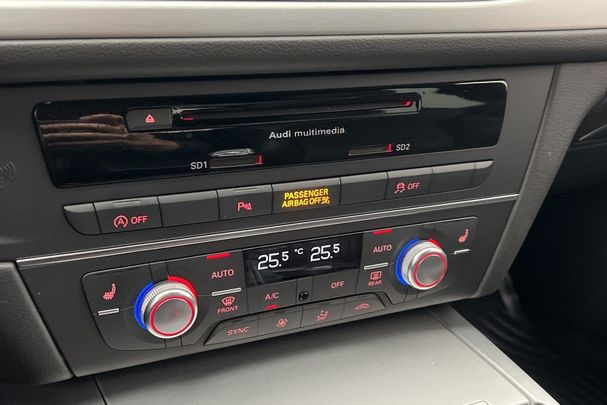 Audi multimedia
SD1
SD2
OFF
P
PASSENGER
AIRBAG OFF
OFF
25.5 °C 25.5
AUTO
AUTO
FRONT
A/C
OFF
REAR
SYNC